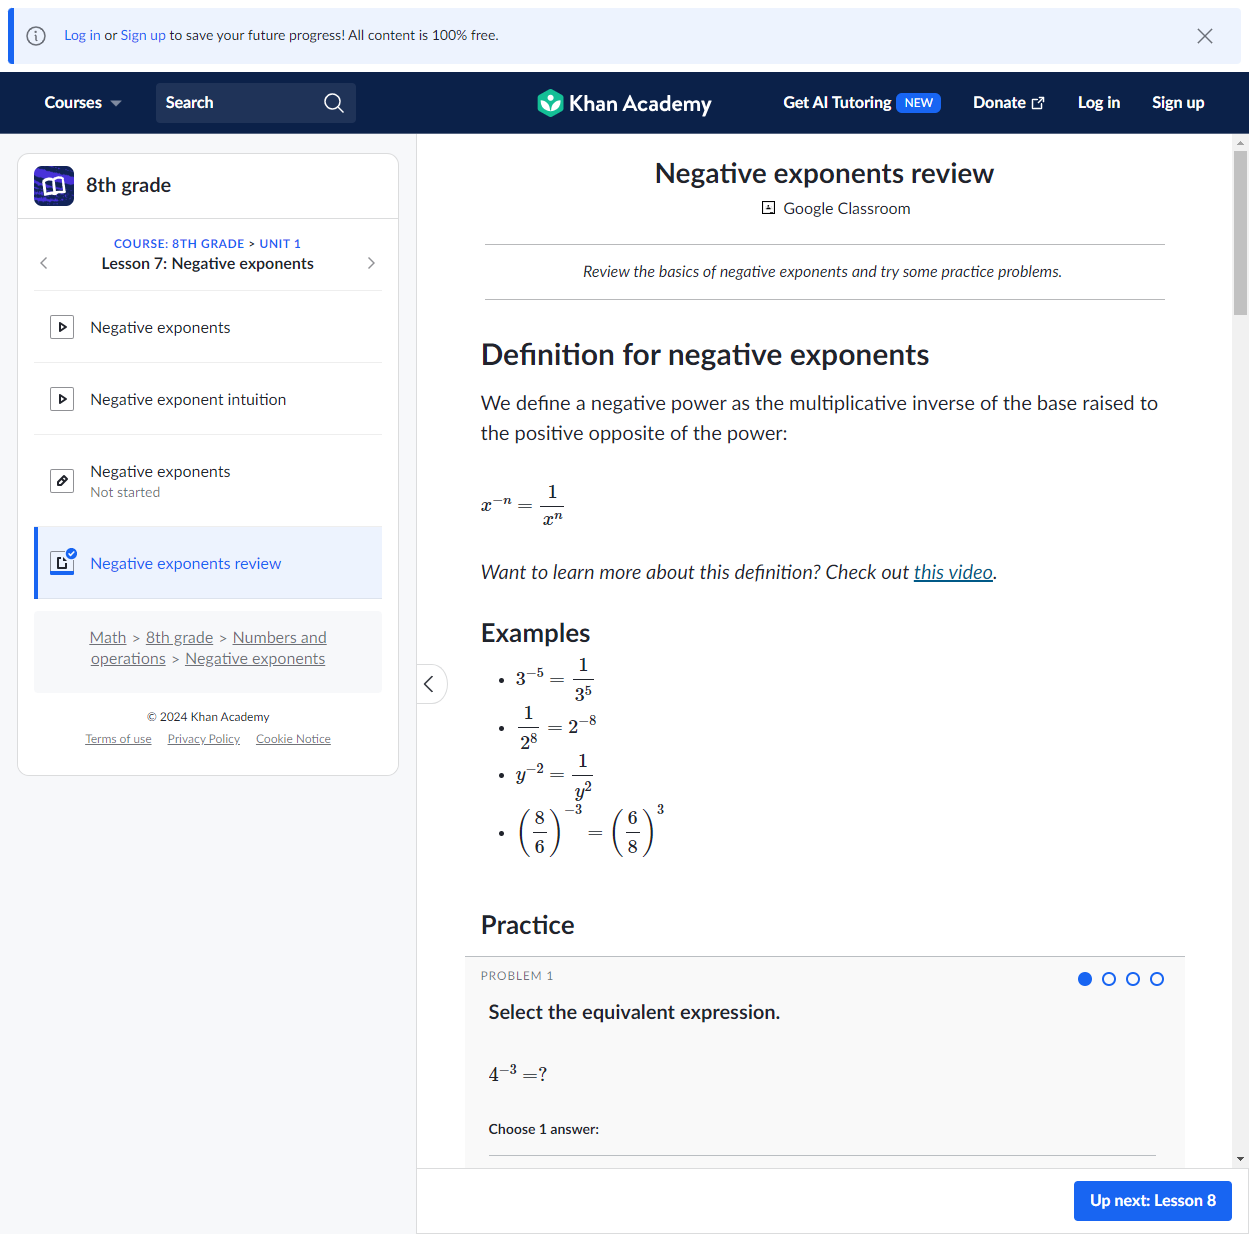 Log in or Sign up to save your future progress! All content is 100% free.
Courses
Search
Khan Academy
Get AI Tutoring NEW
Donate
Log in
Sign up
8th grade
COURSE: 8TH GRADE > UNIT 1
Lesson 7: Negative exponents
Negative exponents
Negative exponent intuition
Negative exponents
Not started
Negative exponents review
Math > 8th grade > Numbers and
operations > Negative exponents
© 2024 Khan Academy
Terms of use Privacy Policy Cookie Notice
Negative exponents review
Google Classroom
Review the basics of negative exponents and try some practice problems.
Definition for negative exponents
We define a negative power as the multiplicative inverse of the base raised to
the positive opposite of the power:
x^{-n} = \frac{1}{x^n}
Want to learn more about this definition? Check out this video.
Examples
• 3^{-5} = \frac{1}{3^5}
• \frac{1}{2^8} = 2^{-8}
• y^{-2} = \frac{1}{y^2}
• \left(\frac{8}{6}\right)^{-3} = \left(\frac{6}{8}\right)^3
Practice
PROBLEM 1
Select the equivalent expression.
4^{-3} =?
Choose 1 answer:
Up next: Lesson 8